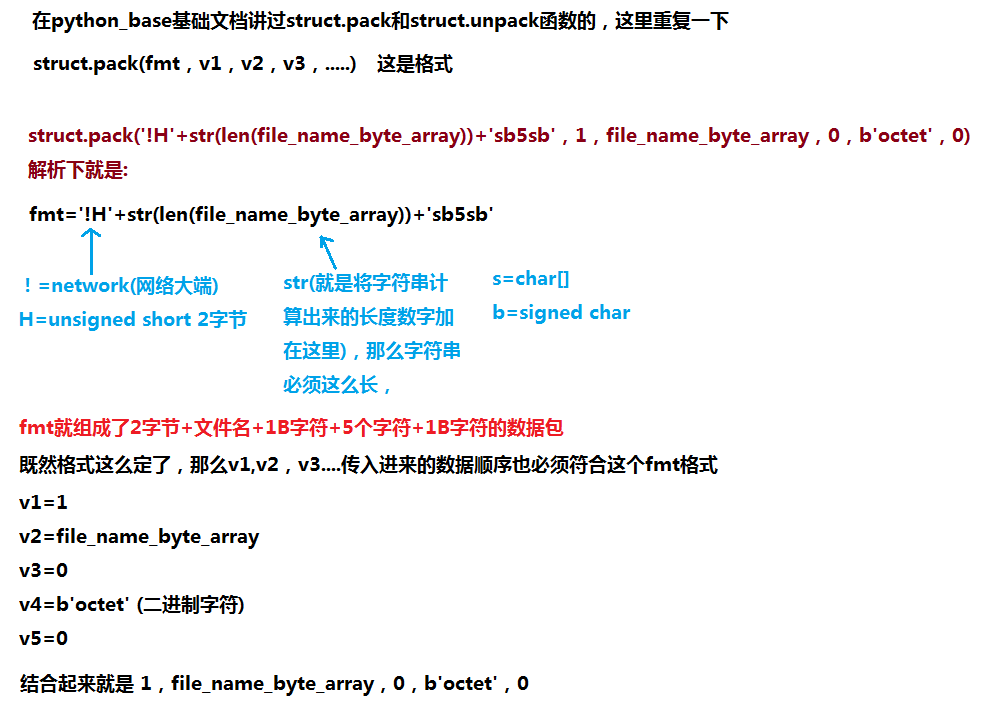 在python_base基础文档讲过struct.pack和struct.unpack函数的，这里重复一下
struct.pack(fmt，v1，v2，v3，.....) 这是格式
struct.pack('!H'+str(len(file_name_byte_array))+'sb5sb'，1，file_name_byte_array，0，b'octet'，0)
解析下就是:
fmt='!H'+str(len(file_name_byte_array))+'sb5sb'
！=network(网络大端)
H=unsigned short 2字节
str(就是将字符串计
算出来的长度数字加
在这里)，那么字符串
必须这么长，
s=char[]
b=signed char
fmt就组成了2字节+文件名+1B字符+5个字符+1B字符的数据包
既然格式这么定了，那么v1,v2，v3....传入进来的数据顺序也必须符合这个fmt格式
v1=1
v2=file_name_byte_array
v3=0
v4=b'octet' (二进制字符)
v5=0
结合起来就是 1，file_name_byte_array，0，b'octet'，0